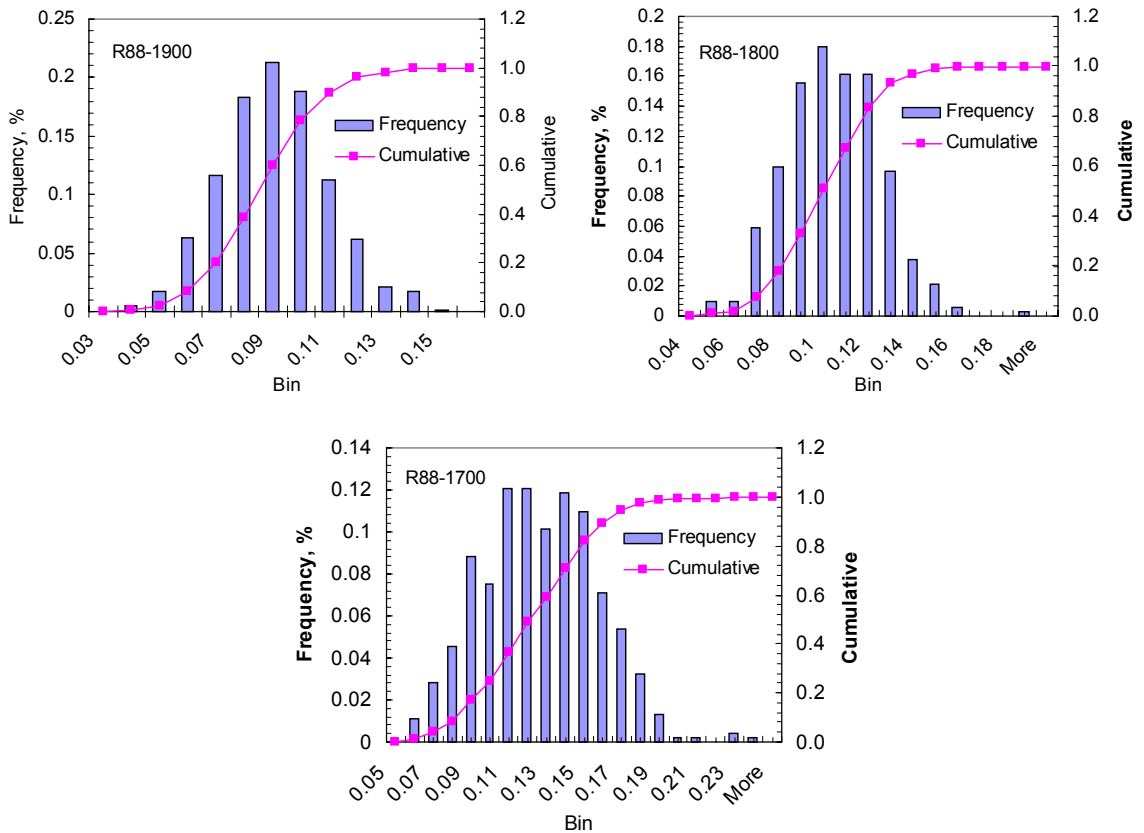 R88-1900
Frequency, %
0.25
0.2
0.15
0.1
0.05
0
1.2
1.0
0.8
0.6
0.4
0.2
0.0
Cumulative
Frequency
Cumulative
0.03 0.05 0.07 0.09 0.11 0.13 0.15
Bin
R88-1800
Frequency, %
0.2
0.18
0.16
0.14
0.12
0.1
0.08
0.06
0.04
0.02
0
1.2
1.0
0.8
0.6
0.4
0.2
0.0
Cumulative
Frequency
Cumulative
0.04 0.06 0.08 0.1 0.12 0.14 0.16 0.18 More
Bin
R88-1700
Frequency, %
0.14
0.12
0.1
0.08
0.06
0.04
0.02
0
1.2
1.0
0.8
0.6
0.4
0.2
0.0
Cumulative
Frequency
Cumulative
0.05 0.07 0.09 0.11 0.13 0.15 0.17 0.19 0.21 0.23 More
Bin